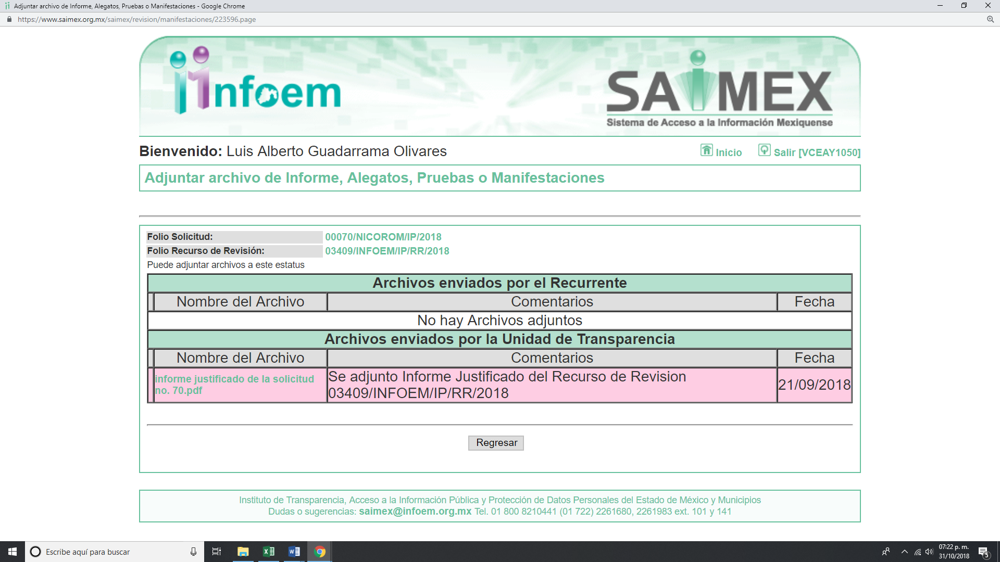 Adjuntar archivo de Informe, Alegatos, Pruebas o Manifestaciones - Google Chrome
https://www.saimex.org.mx/saimex/revision/manifestaciones/223596.page
infoem
SAIMEX
Sistema de Acceso a la Información Mexiquense
Bienvenido: Luis Alberto Guadarrama Olivares
Inicio
Salir [VCEAY1050]
Adjuntar archivo de Informe, Alegatos, Pruebas o Manifestaciones
Folio Solicitud: 00070/NICOROM/IP/2018
Folio Recurso de Revisión: 03409/INFOEM/IP/RR/2018
Puede adjuntar archivos a este estatus
Archivos enviados por el Recurrente
Nombre del Archivo Comentarios Fecha
No hay Archivos adjuntos
Archivos enviados por la Unidad de Transparencia
Nombre del Archivo Comentarios Fecha
informe justificado de la solicitud
no. 70.pdf
Se adjunto Informe Justificado del Recurso de Revision
03409/INFOEM/IP/RR/2018
21/09/2018
Regresar
Instituto de Transparencia, Acceso a la Información Pública y Protección de Datos Personales del Estado de México y Municipios
Dudas o sugerencias: saimex@infoem.org.mx Tel. 01 800 8210441 (01 722) 2261680, 2261983 ext. 101 y 141
Escribe aquí para buscar
07:22 p. m.
31/10/2018
5